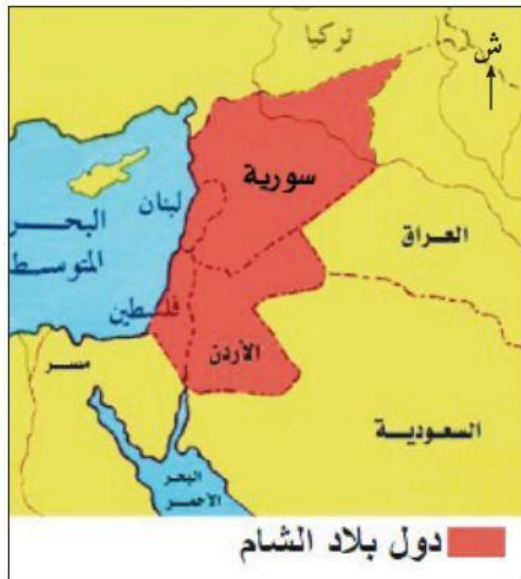 تركيا
ش
سورية
لبنان
العراق
البحر
المتوسط
فلسطين
الأردن
مصر
السعودية
البحر
الأحمر
دول بلاد الشام